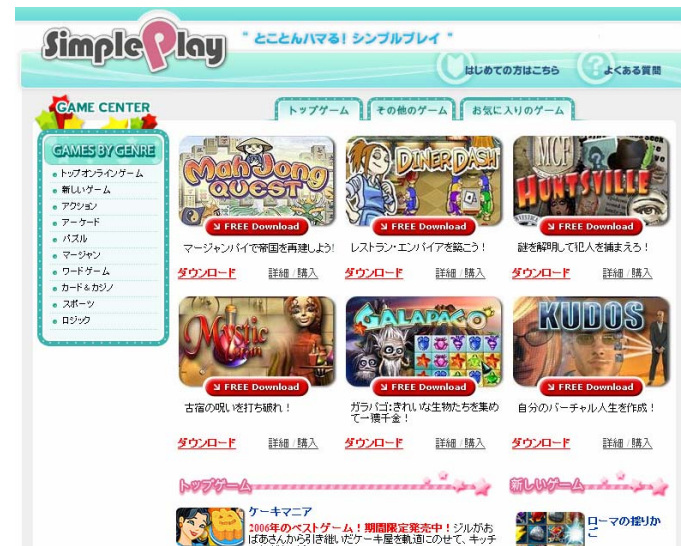 SimplePlay
"とことんハマる! シンプルプレイ"
はじめての方はこちら
? よくある質問
GAME CENTER
トップゲーム
その他のゲーム
お気に入りのゲーム
GAMES BY GENRE
トップオンラインゲーム
新しいゲーム
アクション
アーケード
パズル
マージャン
ワードゲーム
カード&カジノ
スポーツ
ロジック
Mah Jong QUEST
FREE Download
マージャンパイで帝国を再建しよう!
ダウンロード
詳細/購入
DINER DASH
FREE Download
レストラン・エンパイアを築こう!
ダウンロード
詳細/購入
MCF HUNTSVILLE
FREE Download
謎を解明して犯人を捕まえろ!
ダウンロード
詳細/購入
Mystic Inn
FREE Download
古宿の呪いを打ち破れ!
ダウンロード
詳細/購入
GALAPAGO
FREE Download
ガラパゴ:きれいな生物たちを集め
て一攫千金!
ダウンロード
詳細/購入
KUDOS
FREE Download
自分のバーチャル人生を作成!
ダウンロード
詳細/購入
トップゲーム
ケーキマニア
2006年のベストゲーム!期間限定発売中!ジルがお
ばあさんから引き継いだケーキ屋を軌道にのせて、キッチ
新しいゲーム
ローマの揺りか
ご